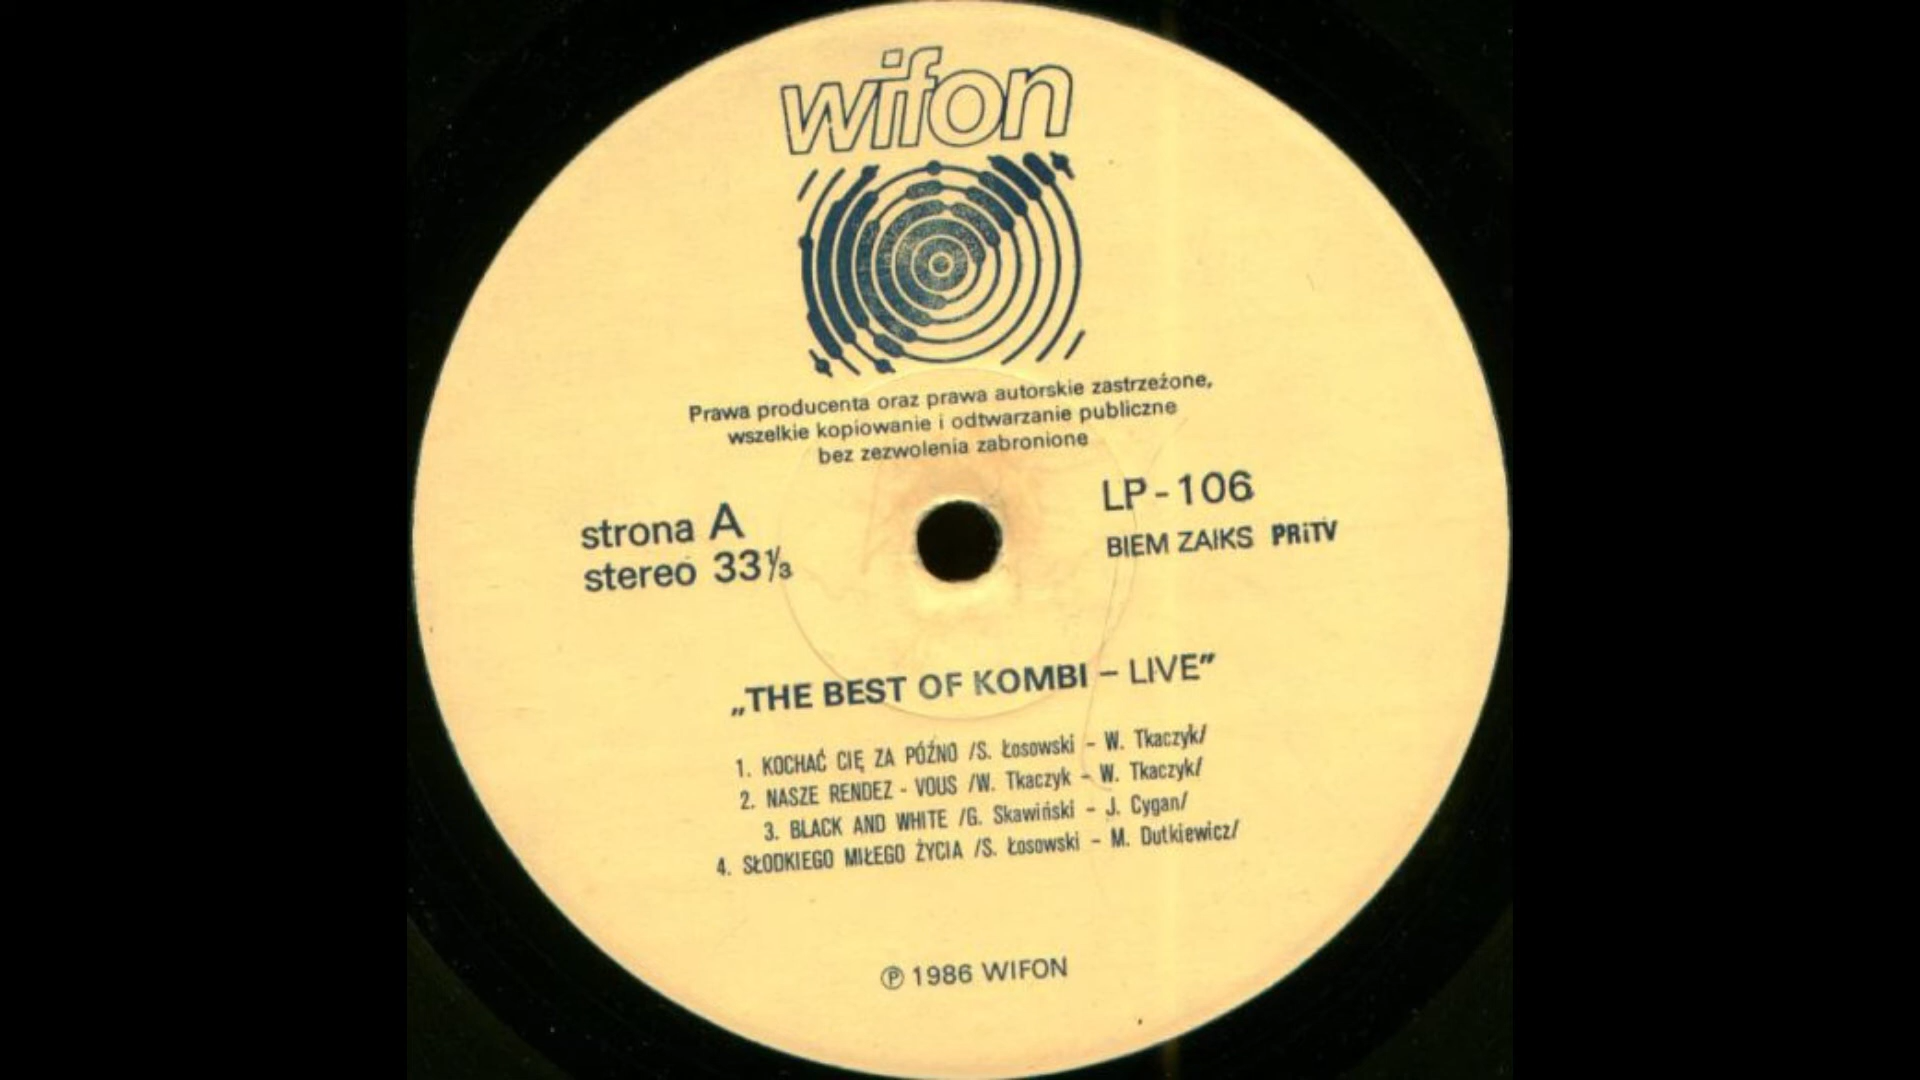 wifon
Prawa producenta oraz prawa autorskie zastrzeżone,
wszelkie kopiowanie i odtwarzanie publiczne
bez zezwolenia zabronione
strona A
stereo 33⅓
LP-106
BIEM ZAIKS PRiTV
„THE BEST OF KOMBI – LIVE”
1. KOCHAĆ CIĘ ZA PÓŹNO /S. Łosowski – W. Tkaczyk/
2. NASZE RENDEZ - VOUS /W. Tkaczyk – W. Tkaczyk/
3. BLACK AND WHITE /G. Skawiński – J. Cygan/
4. SŁODKIEGO MIŁEGO ŻYCIA /S. Łosowski – M. Dutkiewicz/
℗ 1986 WIFON